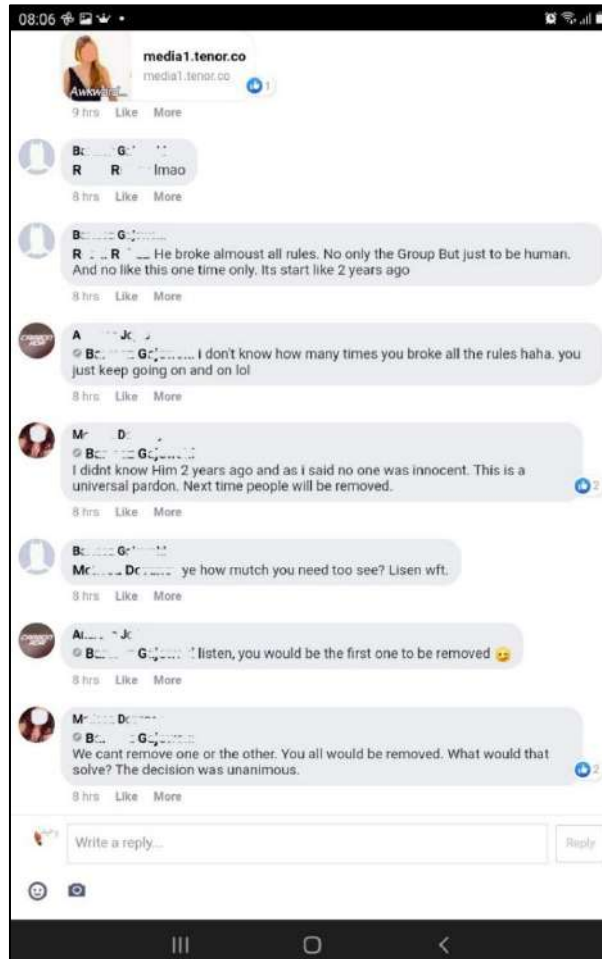 08:06
media1.tenor.co
media1.tenor.co
Awkward...
1
9 hrs Like More
R R lmao
8 hrs Like More
R R He broke almoust all rules. No only the Group But just to be human.
And no like this one time only. Its start like 2 years ago
8 hrs Like More
CARROT
NOW
A Jo
i don't know how many times you broke all the rules haha. you
just keep going on and on lol
8 hrs Like More
I didnt know Him 2 years ago and as i said no one was innocent. This is a
universal pardon. Next time people will be removed.
2
8 hrs Like More
ye how mutch you need too see? Lisen wft.
8 hrs Like More
listen, you would be the first one to be removed
8 hrs Like More
We cant remove one or the other. You all would be removed. What would that
solve? The decision was unanimous.
2
8 hrs Like More
Write a reply...
Reply